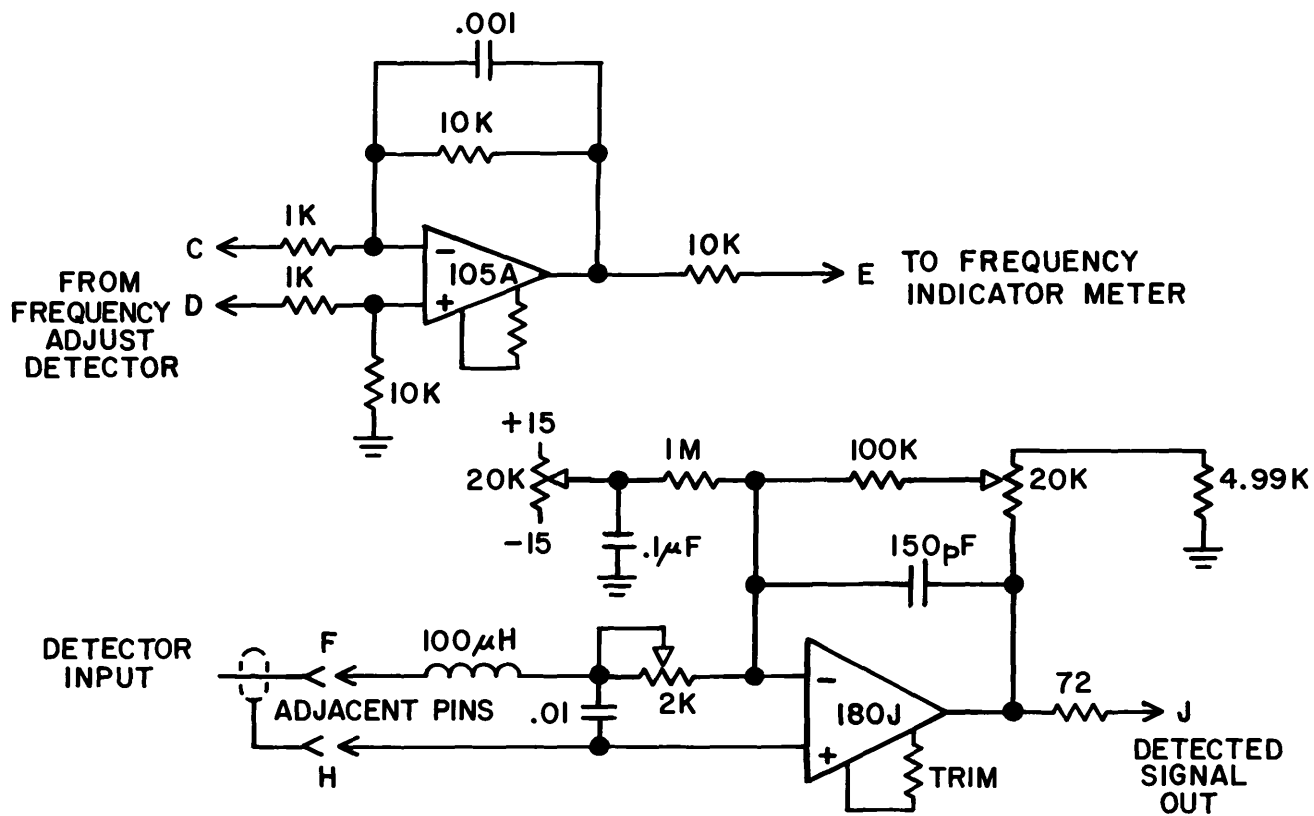 .001
10K
1K
C
1K
D
FROM
FREQUENCY
ADJUST
DETECTOR
−
105A
+
10K
10K
E
TO FREQUENCY
INDICATOR METER
+15
20K
-15
1M
.1μF
100K
20K
4.99K
150pF
DETECTOR
INPUT
F
100μH
ADJACENT PINS
H
.01
2K
−
180J
+
TRIM
72
J
DETECTED
SIGNAL
OUT